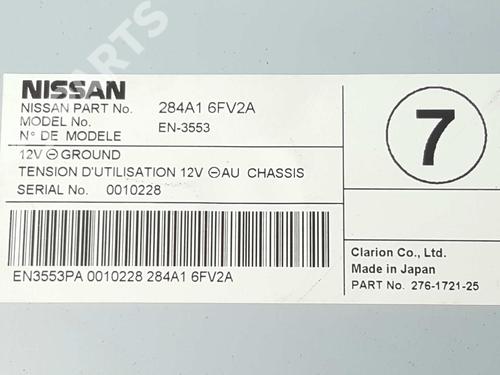 NISSAN
NISSAN PART No. 284A1 6FV2A
MODEL No. EN-3553
N° DE MODELE
12V ⊖ GROUND
TENSION D'UTILISATION 12V ⊖ AU CHASSIS
SERIAL No. 0010228
EN3553PA 0010228 284A1 6FV2A
7
Clarion Co., Ltd.
Made in Japan
PART No. 276-1721-25